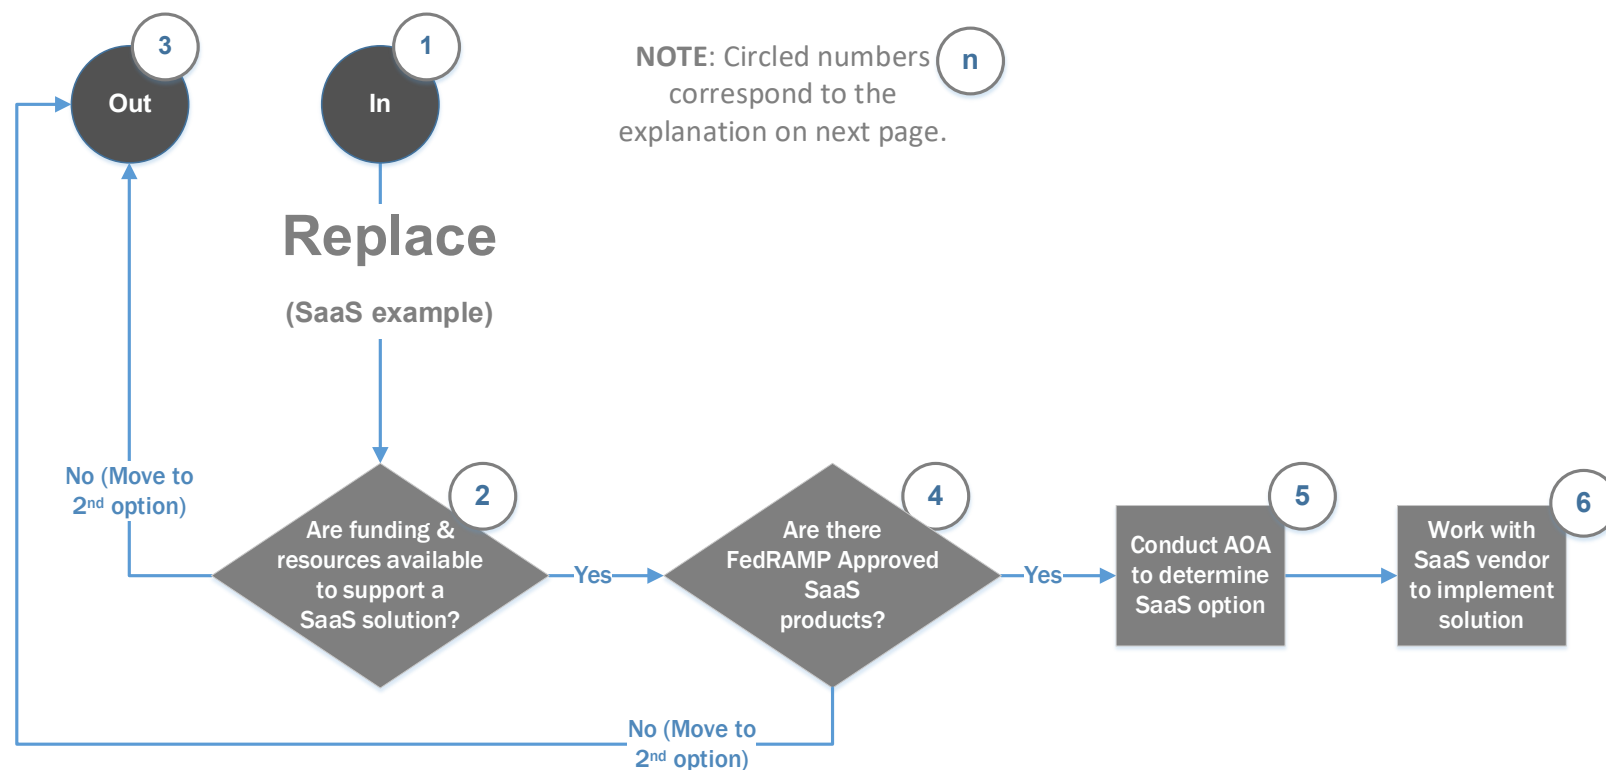 3
Out
1
In
NOTE: Circled numbers
correspond to the
explanation on next page.
n
Replace
(SaaS example)
No (Move to
2nd option)
2
Are funding &
resources available
to support a
SaaS solution?
Yes
4
Are there
FedRAMP Approved
SaaS
products?
Yes
5
Conduct AOA
to determine
SaaS option
6
Work with
SaaS vendor
to implement
solution
No (Move to
2nd option)